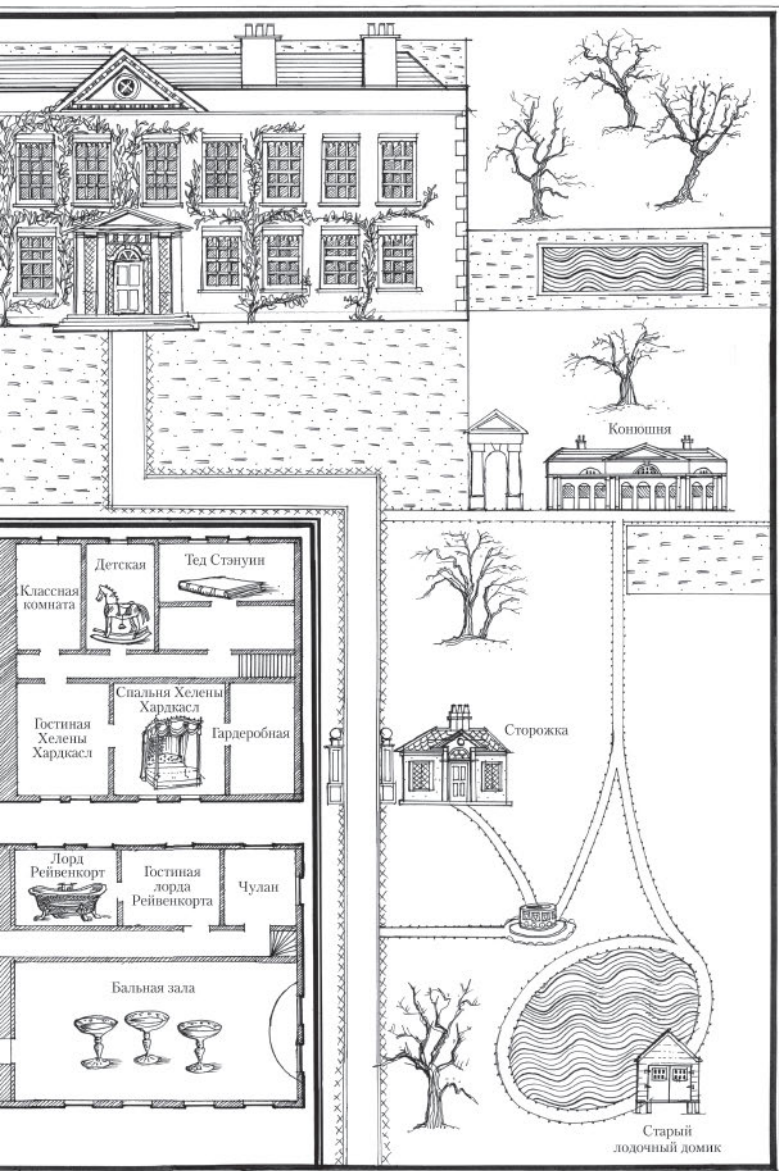 Конюшня
Детская
Тед Стэнуин
Классная
комната
Спальня Хелены
Хардкасл
Гостиная
Хелены
Хардкасл
Гардеробная
Сторожка
Лорд
Рейвенкорт
Гостиная
лорда
Рейвенкорта
Чулан
Бальная зала
Старый
лодочный домик